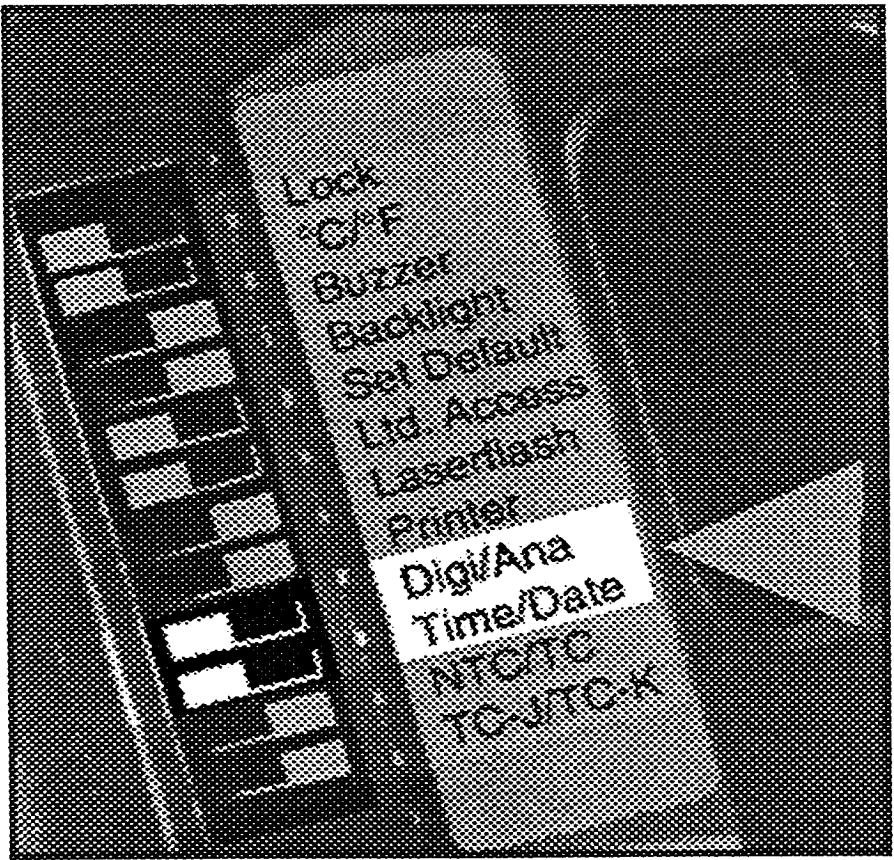 Lock
°C/°F
Buzzer
Backlight
Set Default
Ltd. Access
Laserflash
Printer
Digi/Ana
Time/Date
NTC/TC
TC-J/TC-K